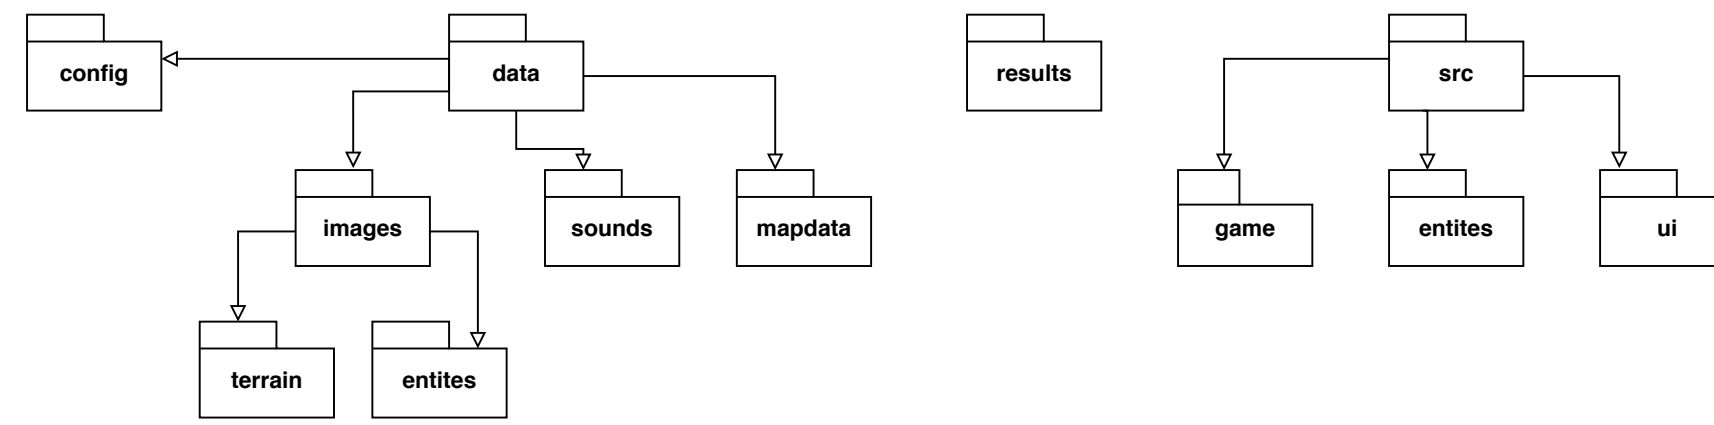 config
data
results
src
images
sounds
mapdata
game
entites
ui
terrain
entites